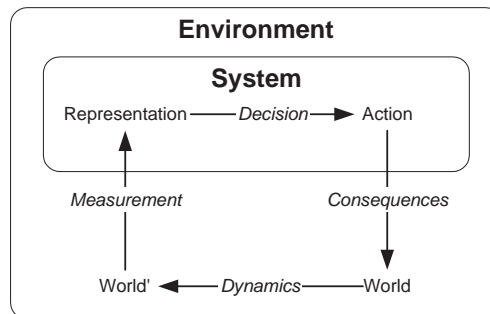 Environment
System
Representation Decision Action
Measurement Consequences
World' Dynamics World